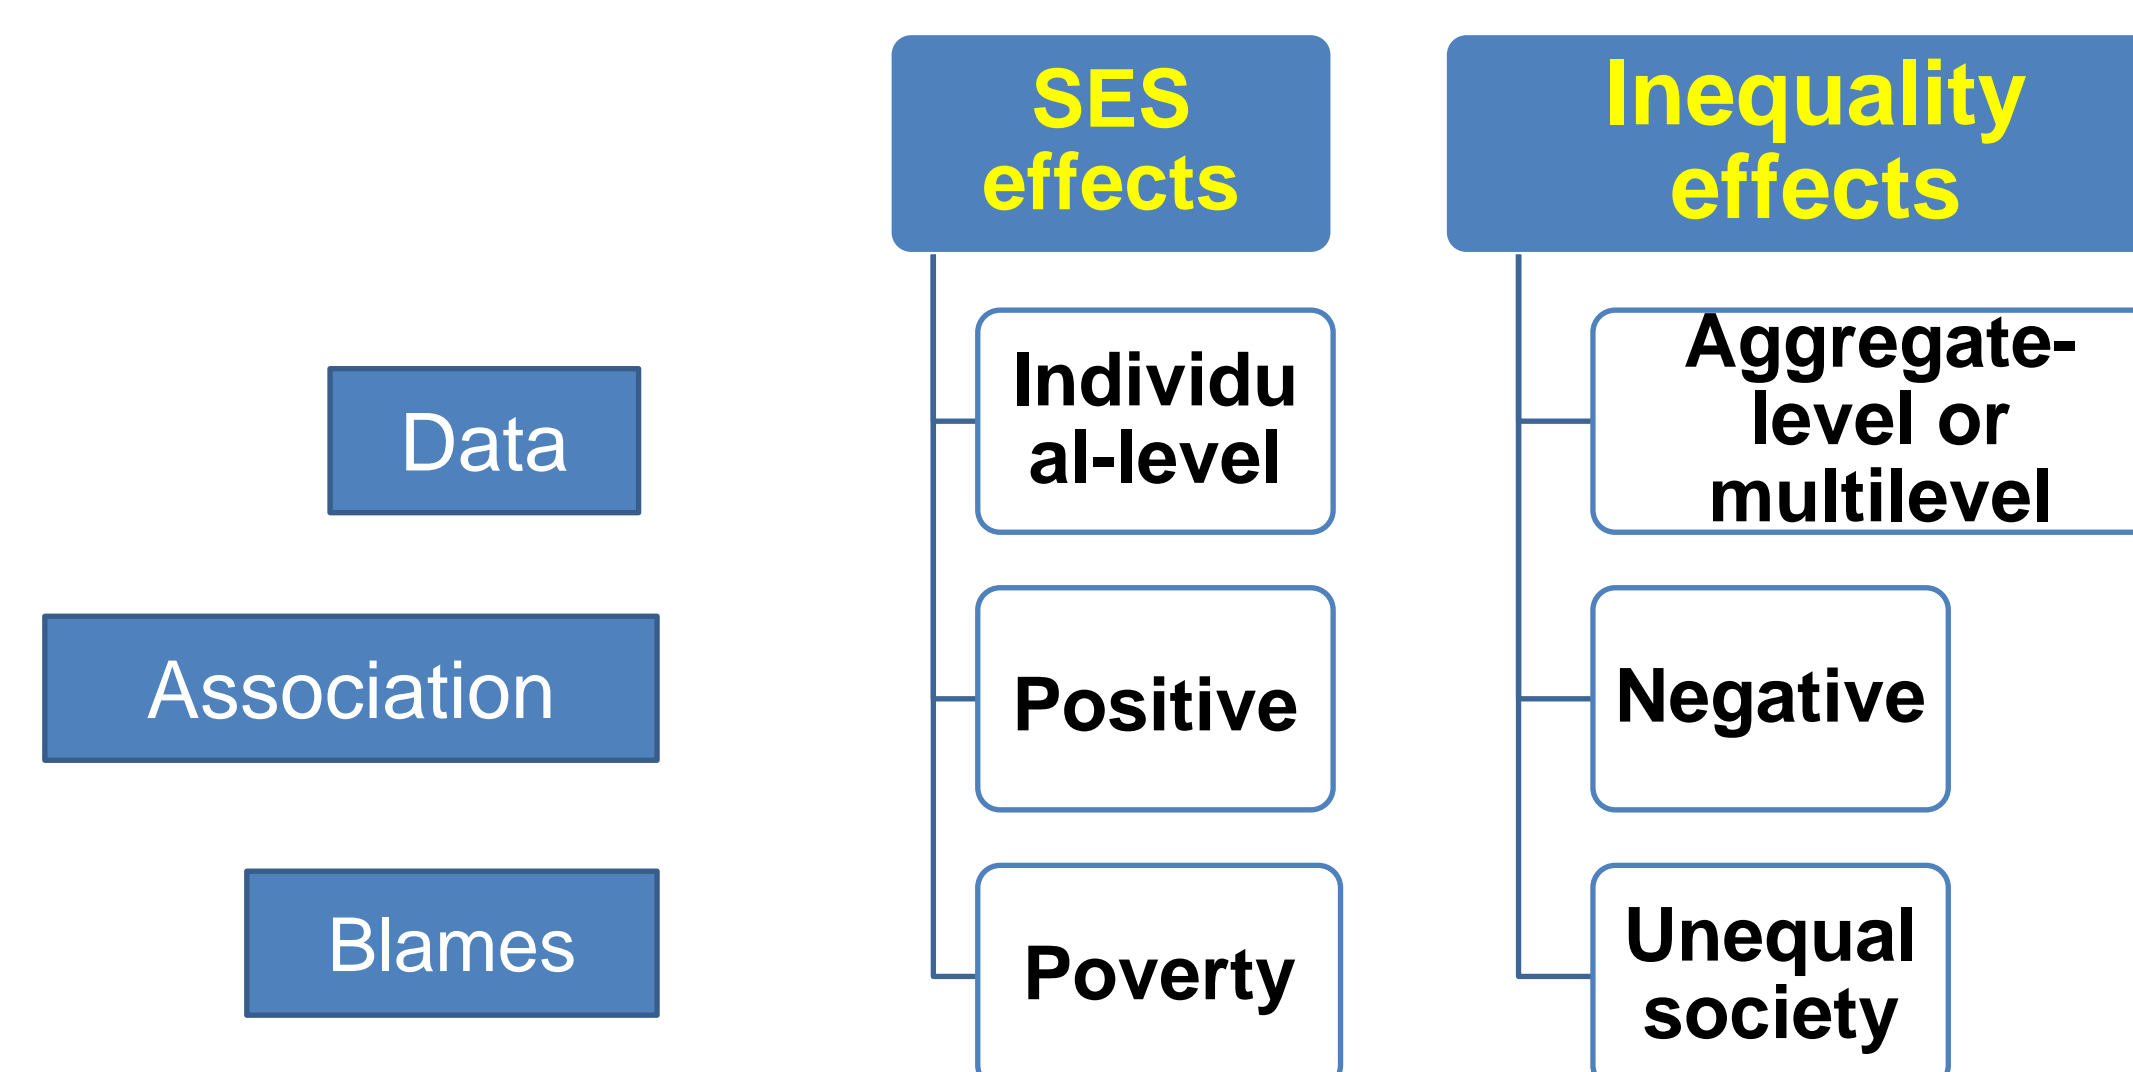 SES
effects
Inequality
effects
Data
Individu
al-level
Aggregate-
level or
multilevel
Association
Positive
Negative
Blames
Poverty
Unequal
society